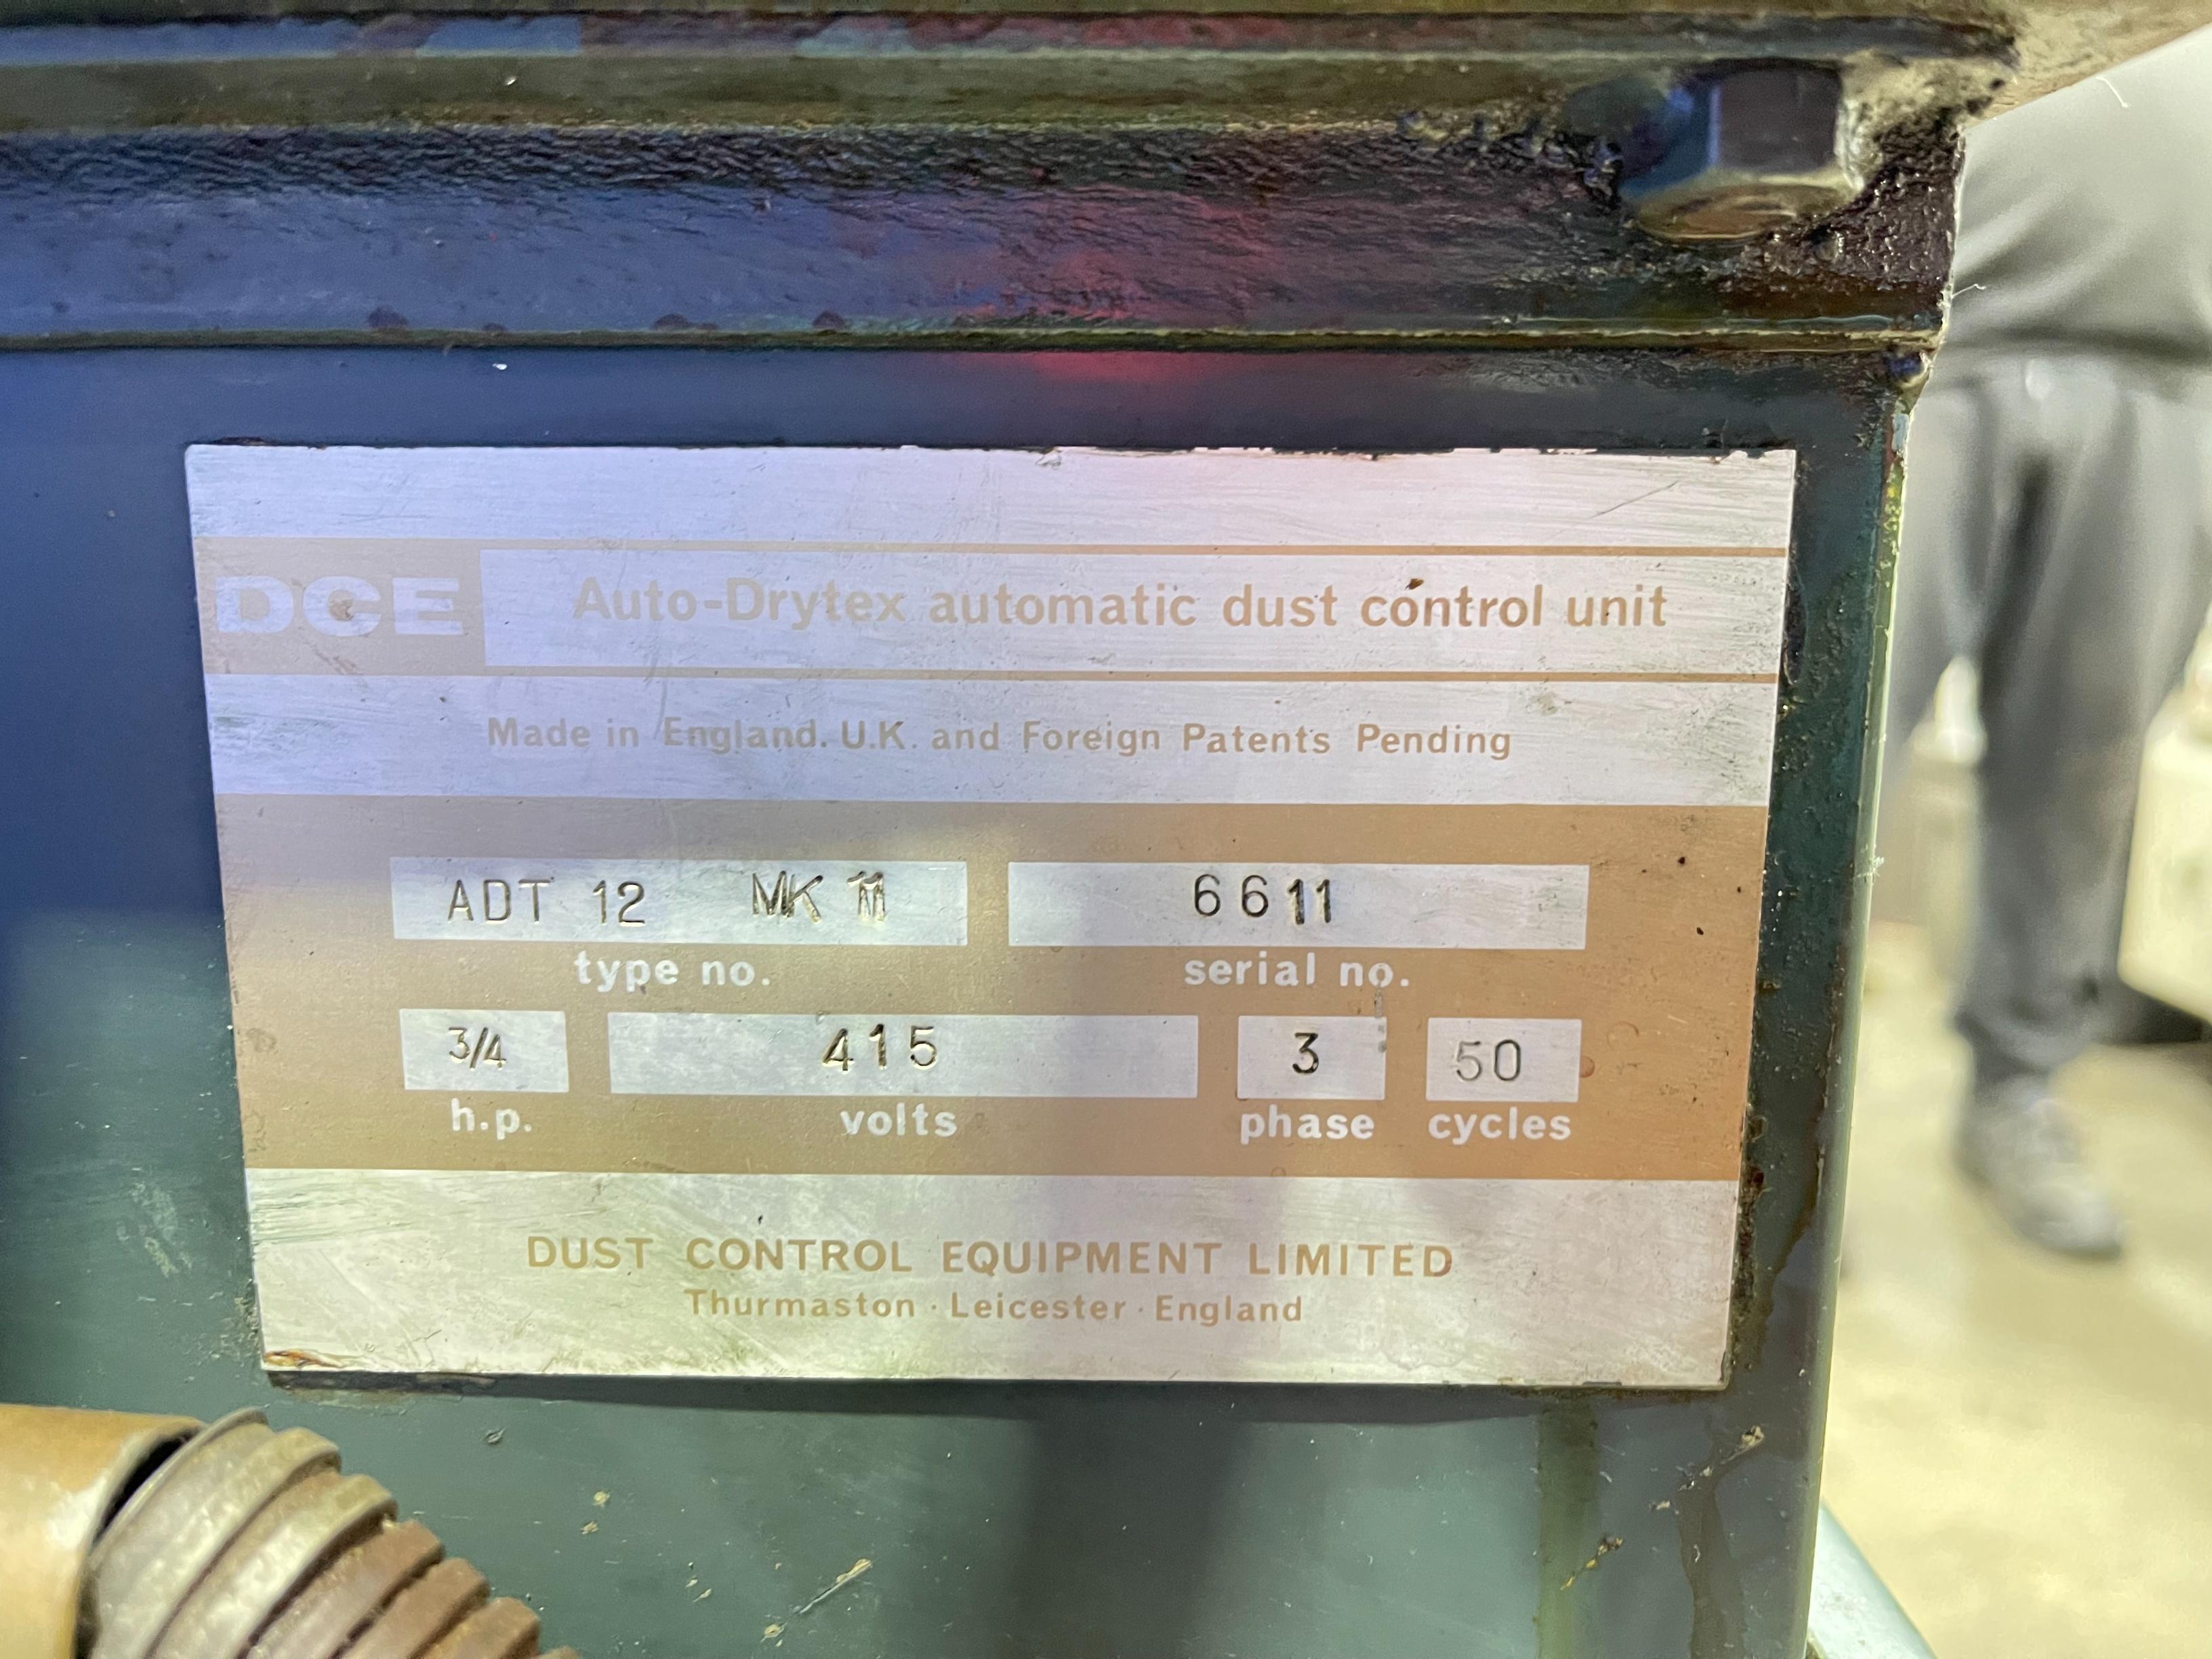 DCE Auto-Drytex automatic dust control unit
Made in England. U.K. and Foreign Patents Pending
ADT 12 MK 11 6611
type no. serial no.
3/4 415 3 50
h.p. volts phase cycles
DUST CONTROL EQUIPMENT LIMITED
Thurmaston · Leicester · England